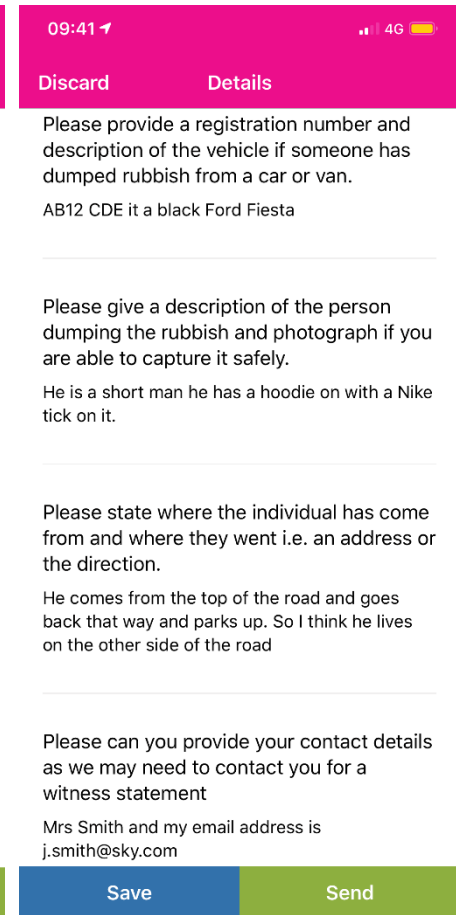 09:41
4G
Discard
Details
Please provide a registration number and
description of the vehicle if someone has
dumped rubbish from a car or van.
AB12 CDE it a black Ford Fiesta
Please give a description of the person
dumping the rubbish and photograph if you
are able to capture it safely.
He is a short man he has a hoodie on with a Nike
tick on it.
Please state where the individual has come
from and where they went i.e. an address or
the direction.
He comes from the top of the road and goes
back that way and parks up. So I think he lives
on the other side of the road
Please can you provide your contact details
as we may need to contact you for a
witness statement
Mrs Smith and my email address is
j.smith@sky.com
Save
Send